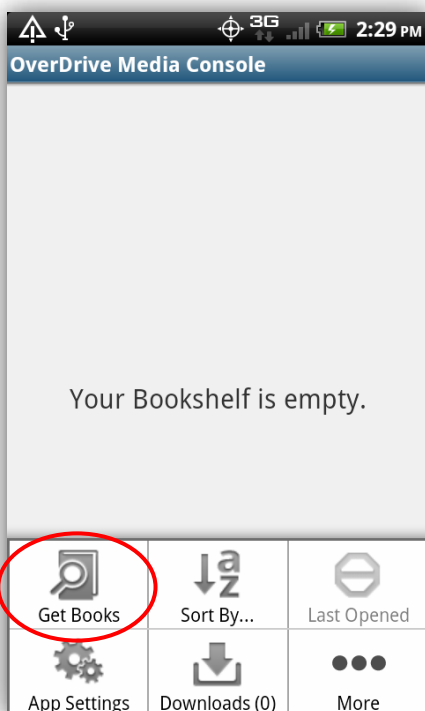 3G 2:29 PM
OverDrive Media Console
Your Bookshelf is empty.
Get Books
a
z
Sort By...
Last Opened
App Settings
Downloads (0)
More